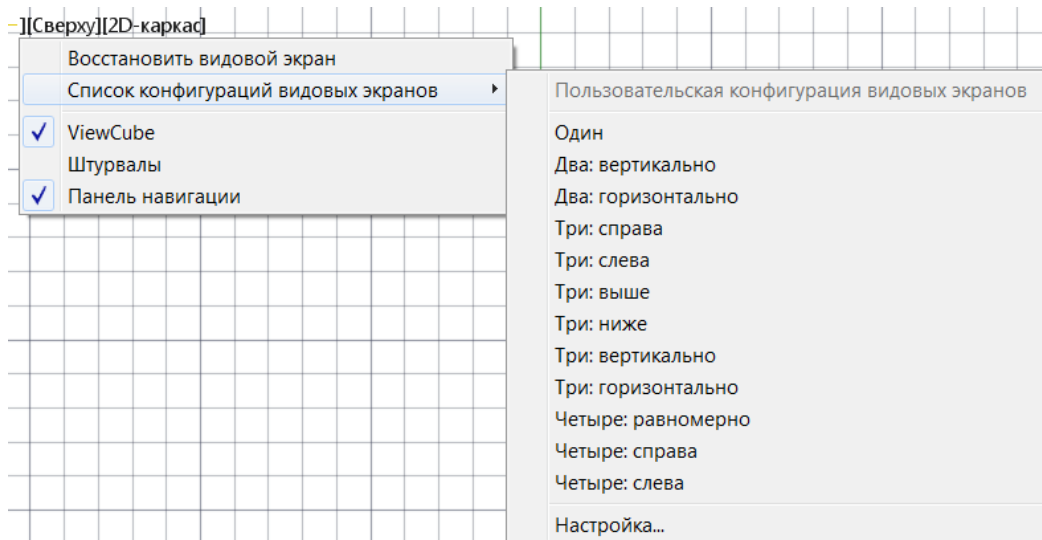 –][Сверху][2D-каркас]
Восстановить видовой экран
Список конфигураций видовых экранов
ViewCube
Штурвалы
Панель навигации
Пользовательская конфигурация видовых экранов
Один
Два: вертикально
Два: горизонтально
Три: справа
Три: слева
Три: выше
Три: ниже
Три: вертикально
Три: горизонтально
Четыре: равномерно
Четыре: справа
Четыре: слева
Настройка...